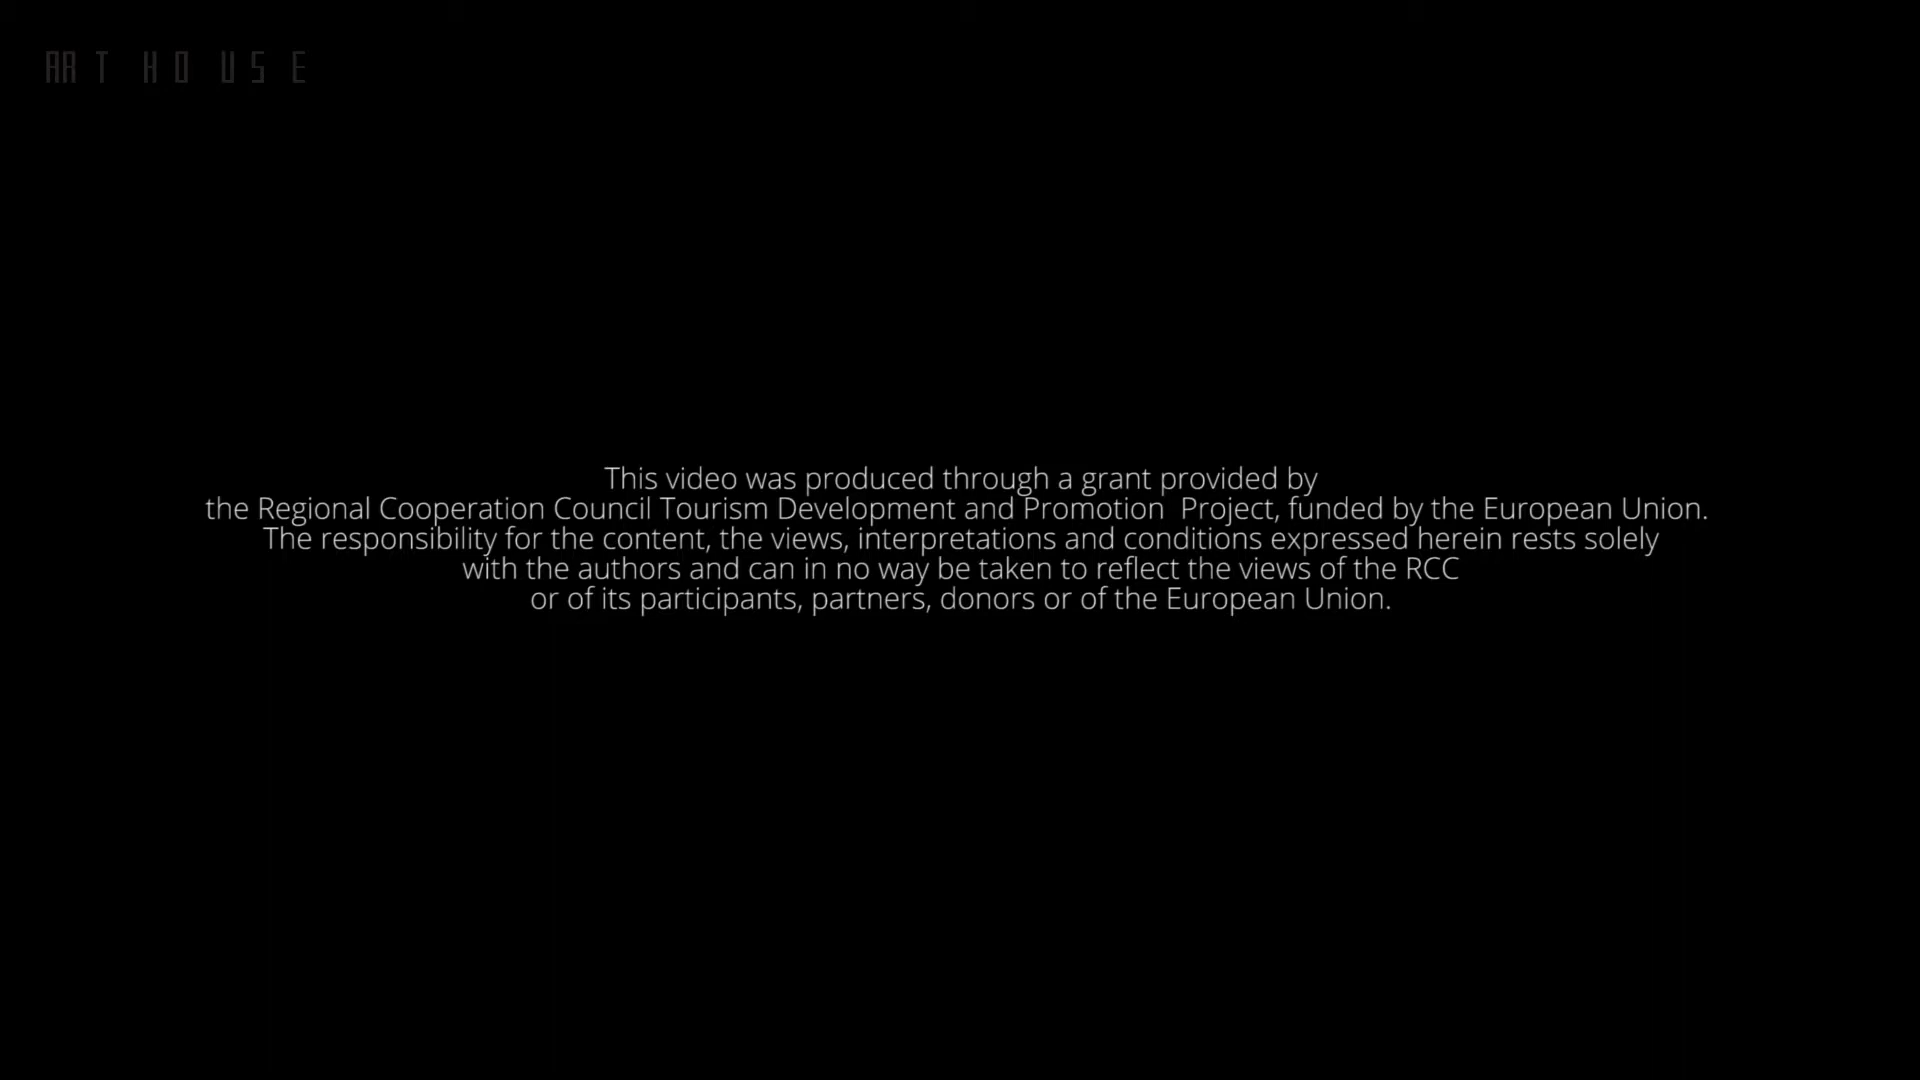 ART HOUSE
This video was produced through a grant provided by
the Regional Cooperation Council Tourism Development and Promotion Project, funded by the European Union.
The responsibility for the content, the views, interpretations and conditions expressed herein rests solely
with the authors and can in no way be taken to reflect the views of the RCC
or of its participants, partners, donors or of the European Union.